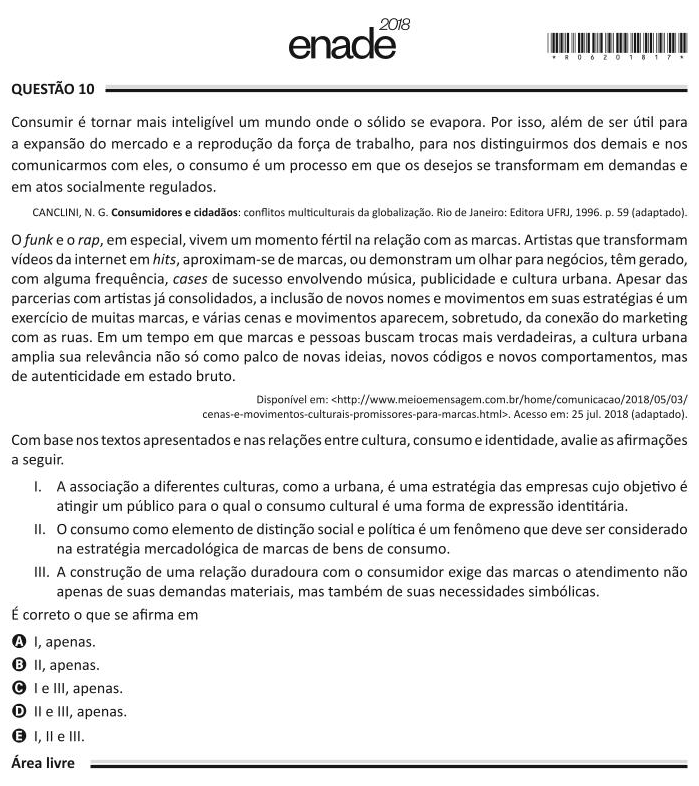 enade 2018
*R0620181​7*
QUESTÃO 10
Consumir é tornar mais inteligível um mundo onde o sólido se evapora. Por isso, além de ser útil para
a expansão do mercado e a reprodução da força de trabalho, para nos distinguirmos dos demais e nos
comunicarmos com eles, o consumo é um processo em que os desejos se transformam em demandas e
em atos socialmente regulados.
CANCLINI, N. G. Consumidores e cidadãos: conflitos multiculturais da globalização. Rio de Janeiro: Editora UFRJ, 1996. p. 59 (adaptado).
O funk e o rap, em especial, vivem um momento fértil na relação com as marcas. Artistas que transformam
vídeos da internet em hits, aproximam-se de marcas, ou demonstram um olhar para negócios, têm gerado,
com alguma frequência, cases de sucesso envolvendo música, publicidade e cultura urbana. Apesar das
parcerias com artistas já consolidados, a inclusão de novos nomes e movimentos em suas estratégias é um
exercício de muitas marcas, e várias cenas e movimentos aparecem, sobretudo, da conexão do marketing
com as ruas. Em um tempo em que marcas e pessoas buscam trocas mais verdadeiras, a cultura urbana
amplia sua relevância não só como palco de novas ideias, novos códigos e novos comportamentos, mas
de autenticidade em estado bruto.
Disponível em: <http://www.meioemensagem.com.br/home/comunicacao/2018/05/03/
cenas-e-movimentos-culturais-promissores-para-marcas.html>. Acesso em: 25 jul. 2018 (adaptado).
Com base nos textos apresentados e nas relações entre cultura, consumo e identidade, avalie as afirmações
a seguir.
I. A associação a diferentes culturas, como a urbana, é uma estratégia das empresas cujo objetivo é
atingir um público para o qual o consumo cultural é uma forma de expressão identitária.
II. O consumo como elemento de distinção social e política é um fenômeno que deve ser considerado
na estratégia mercadológica de marcas de bens de consumo.
III. A construção de uma relação duradoura com o consumidor exige das marcas o atendimento não
apenas de suas demandas materiais, mas também de suas necessidades simbólicas.
É correto o que se afirma em
A I, apenas.
B II, apenas.
C I e III, apenas.
D II e III, apenas.
E I, II e III.
Área livre